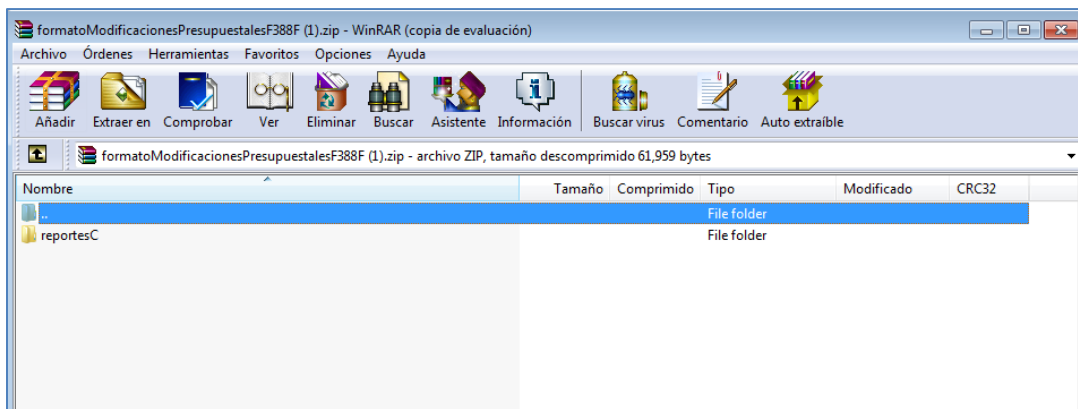 formatoModificacionesPresupuestalesF388F (1).zip - WinRAR (copia de evaluación)
Archivo Órdenes Herramientas Favoritos Opciones Ayuda
Añadir Extraer en Comprobar Ver Eliminar Buscar Asistente Información Buscar virus Comentario Auto extraíble
formatoModificacionesPresupuestalesF388F (1).zip - archivo ZIP, tamaño descomprimido 61,959 bytes
Nombre Tamaño Comprimido Tipo Modificado CRC32
.. File folder
reportesC File folder